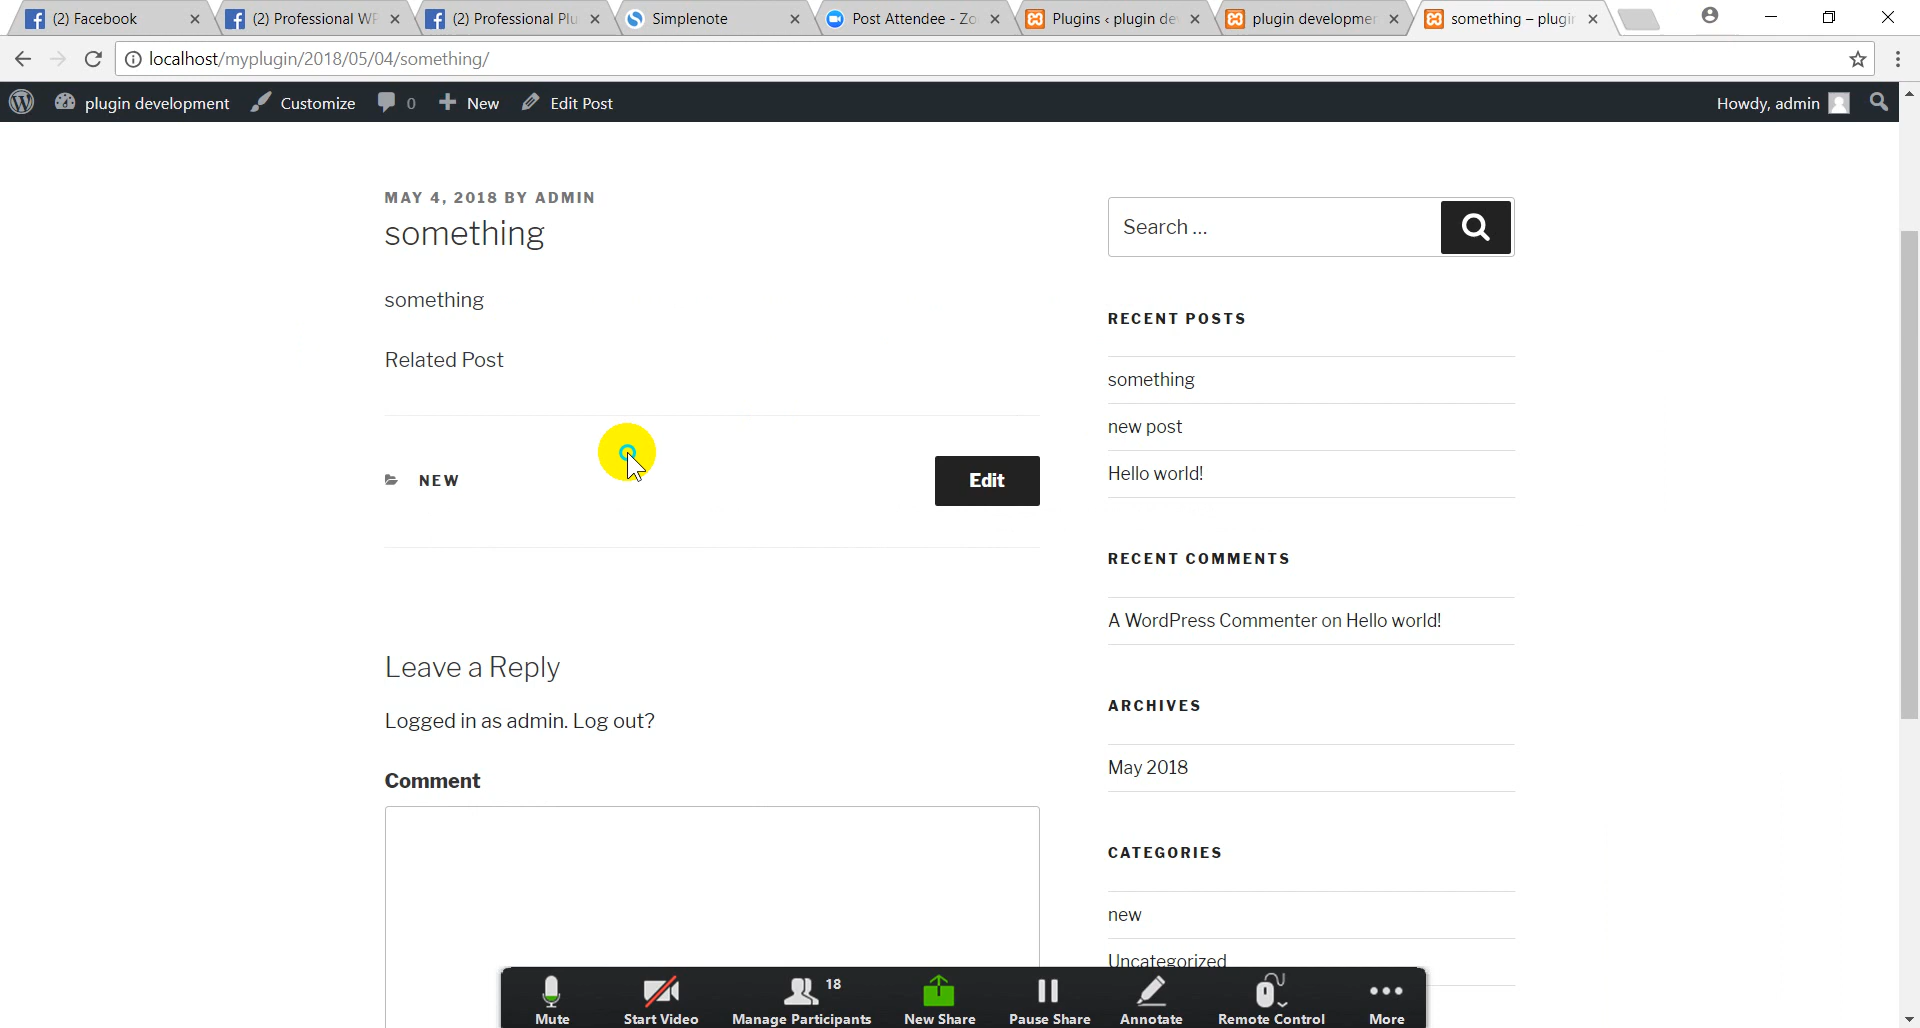 (2) Facebook
(2) Professional WP
(2) Professional Plu
Simplenote
Post Attendee - Zo
Plugins ‹ plugin de
plugin developmen
something – plugin
localhost/myplugin/2018/05/04/something/
plugin development
Customize
0
New
Edit Post
Howdy, admin
MAY 4, 2018 BY ADMIN
something
something
Related Post
NEW
Edit
Leave a Reply
Logged in as admin. Log out?
Comment
Search ...
RECENT POSTS
something
new post
Hello world!
RECENT COMMENTS
A WordPress Commenter on Hello world!
ARCHIVES
May 2018
CATEGORIES
new
Uncategorized
Mute
Start Video
18
Manage Participants
New Share
Pause Share
Annotate
Remote Control
More